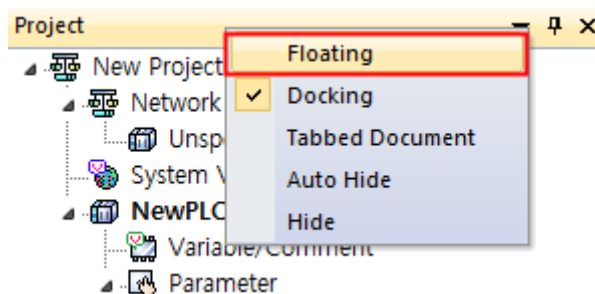 Project
Floating
New Project
Network
Docking
Unsp
Tabbed Document
System V
Auto Hide
NewPLC
Hide
Variable/Comment
Parameter